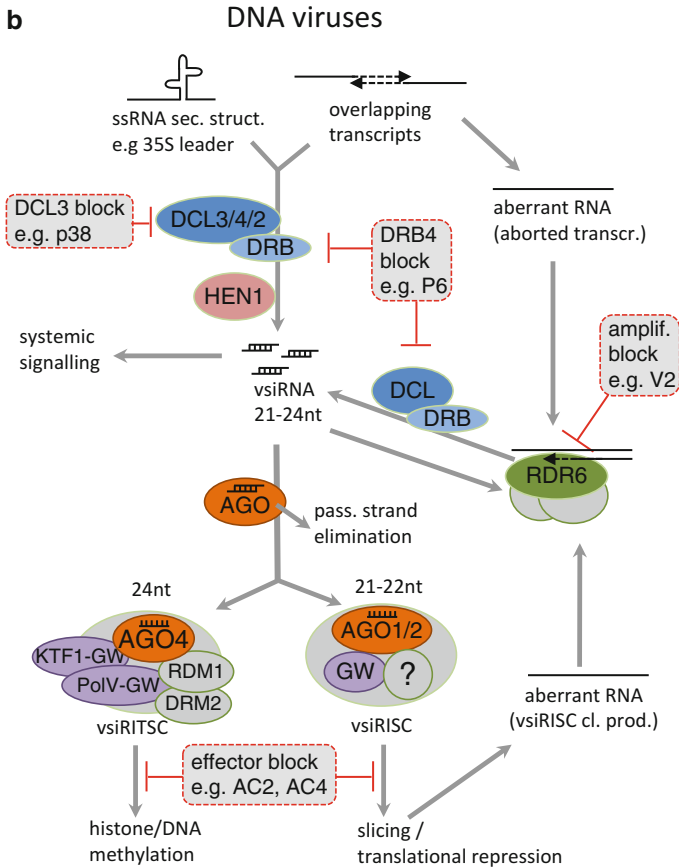 b
DNA viruses
ssRNA sec. struct.
e.g 35S leader
overlapping
transcripts
DCL3 block
e.g. p38
DCL3/4/2
DRB
HEN1
DRB4
block
e.g. P6
aberrant RNA
(aborted transcr.)
systemic
signalling
vsiRNA
21-24nt
DCL
DRB
amplif.
block
e.g. V2
RDR6
AGO
pass. strand
elimination
24nt
21-22nt
AGO4
KTF1-GW
PolV-GW
RDM1
DRM2
vsiRITSC
AGO1/2
GW
?
vsiRISC
aberrant RNA
(vsiRISC cl. prod.)
effector block
e.g. AC2, AC4
histone/DNA
methylation
slicing /
translational repression